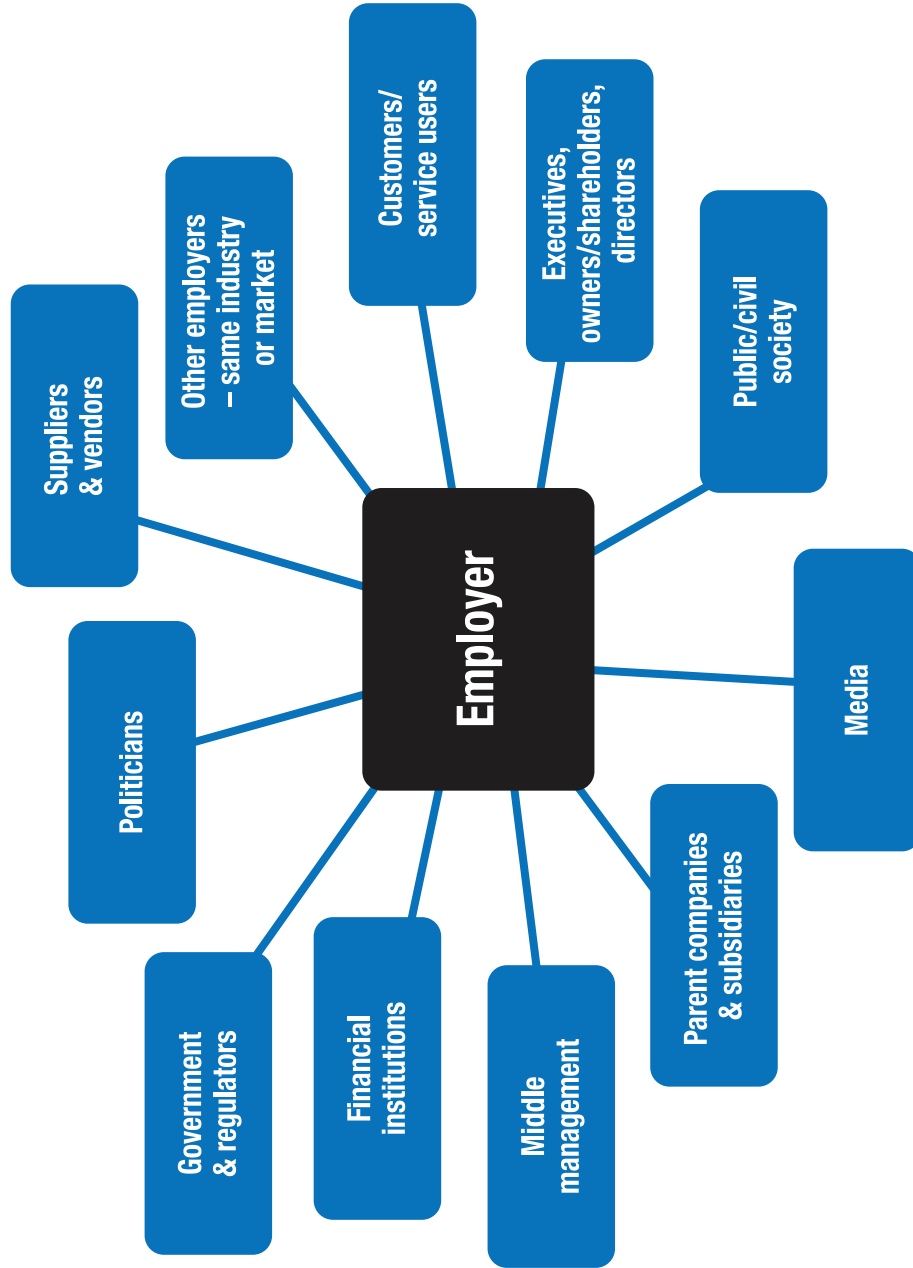 Suppliers
& vendors
Other employers
– same industry
or market
Customers/
service users
Executives,
owners/shareholders,
directors
Public/civil
society
Media
Parent companies
& subsidiaries
Middle
management
Financial
institutions
Government
& regulators
Politicians
Employer